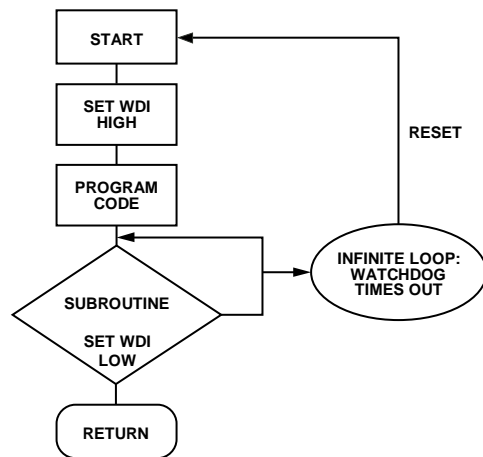 START
SET WDI
HIGH
RESET
PROGRAM
CODE
INFINITE LOOP:
WATCHDOG
TIMES OUT
SUBROUTINE
SET WDI
LOW
RETURN